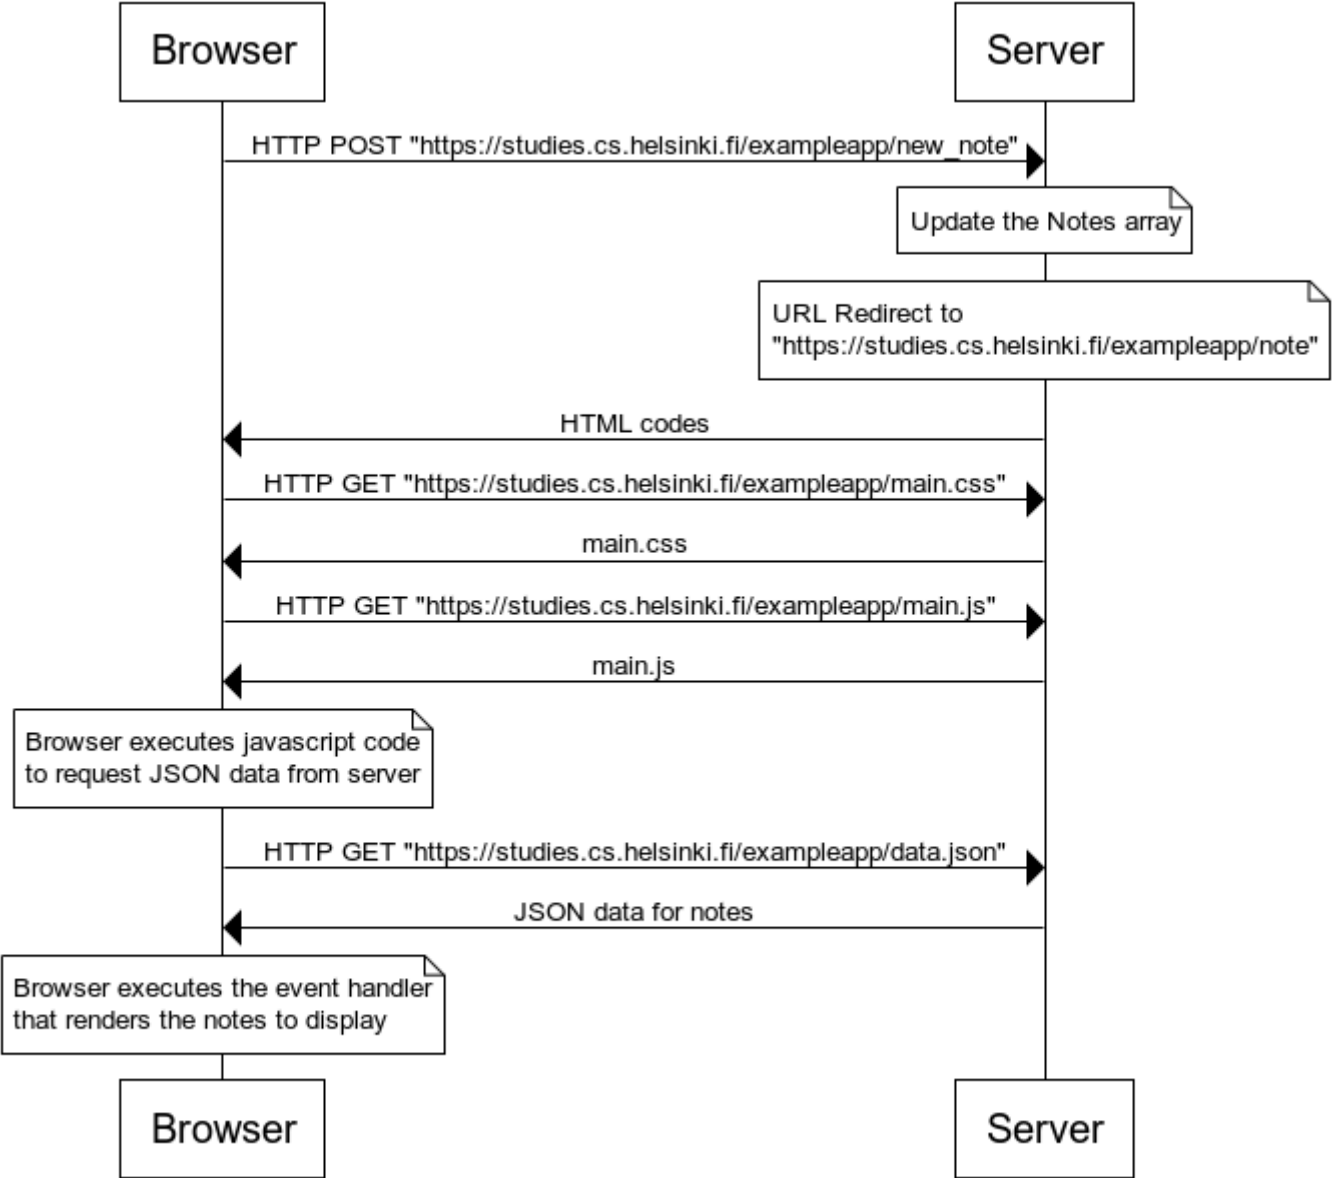 Browser
Server
HTTP POST "https://studies.cs.helsinki.fi/exampleapp/new_note"
Update the Notes array
URL Redirect to
"https://studies.cs.helsinki.fi/exampleapp/note"
HTML codes
HTTP GET "https://studies.cs.helsinki.fi/exampleapp/main.css"
main.css
HTTP GET "https://studies.cs.helsinki.fi/exampleapp/main.js"
main.js
Browser executes javascript code
to request JSON data from server
HTTP GET "https://studies.cs.helsinki.fi/exampleapp/data.json"
JSON data for notes
Browser executes the event handler
that renders the notes to display
Browser
Server